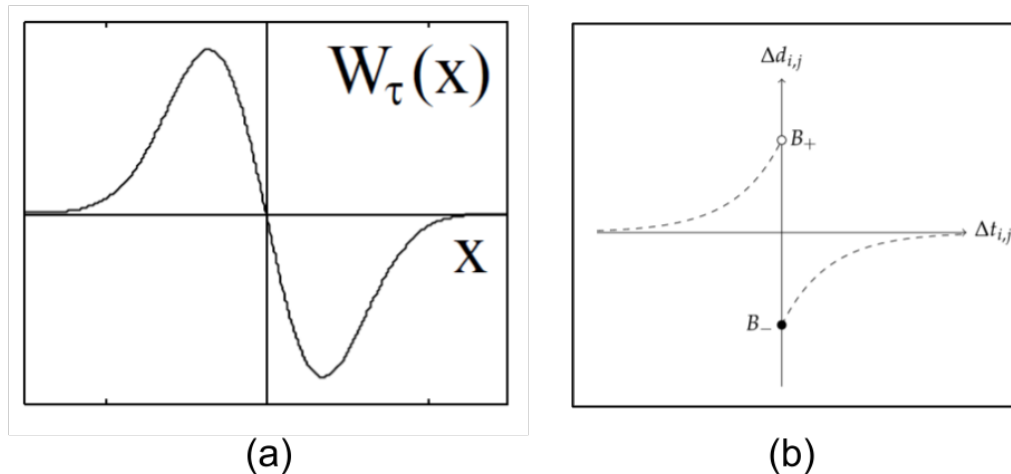 W_τ(x)
x
Δd_{i,j}
B_+
Δt_{i,j}
B_−
(a)
(b)